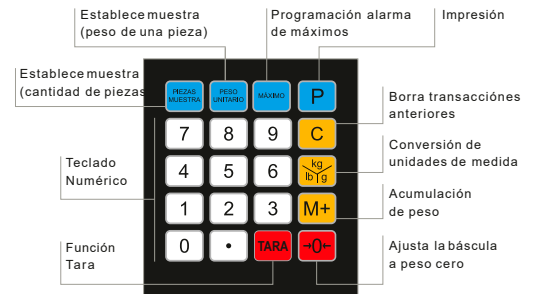 Establece muestra
(peso de una pieza)
Programación alarma
de máximos
Impresión
Establece muestra
(cantidad de piezas
PIEZAS
MUESTRA
PESO
UNITARIO
MÁXIMO
P
Borra transacciónes
anteriores
7 8 9 C
Conversión de
unidades de medida
Teclado
Numérico
4 5 6 kg lb g
Acumulación
de peso
1 2 3 M+
Función
Tara
0 • TARA →0←
Ajusta la báscula
a peso cero